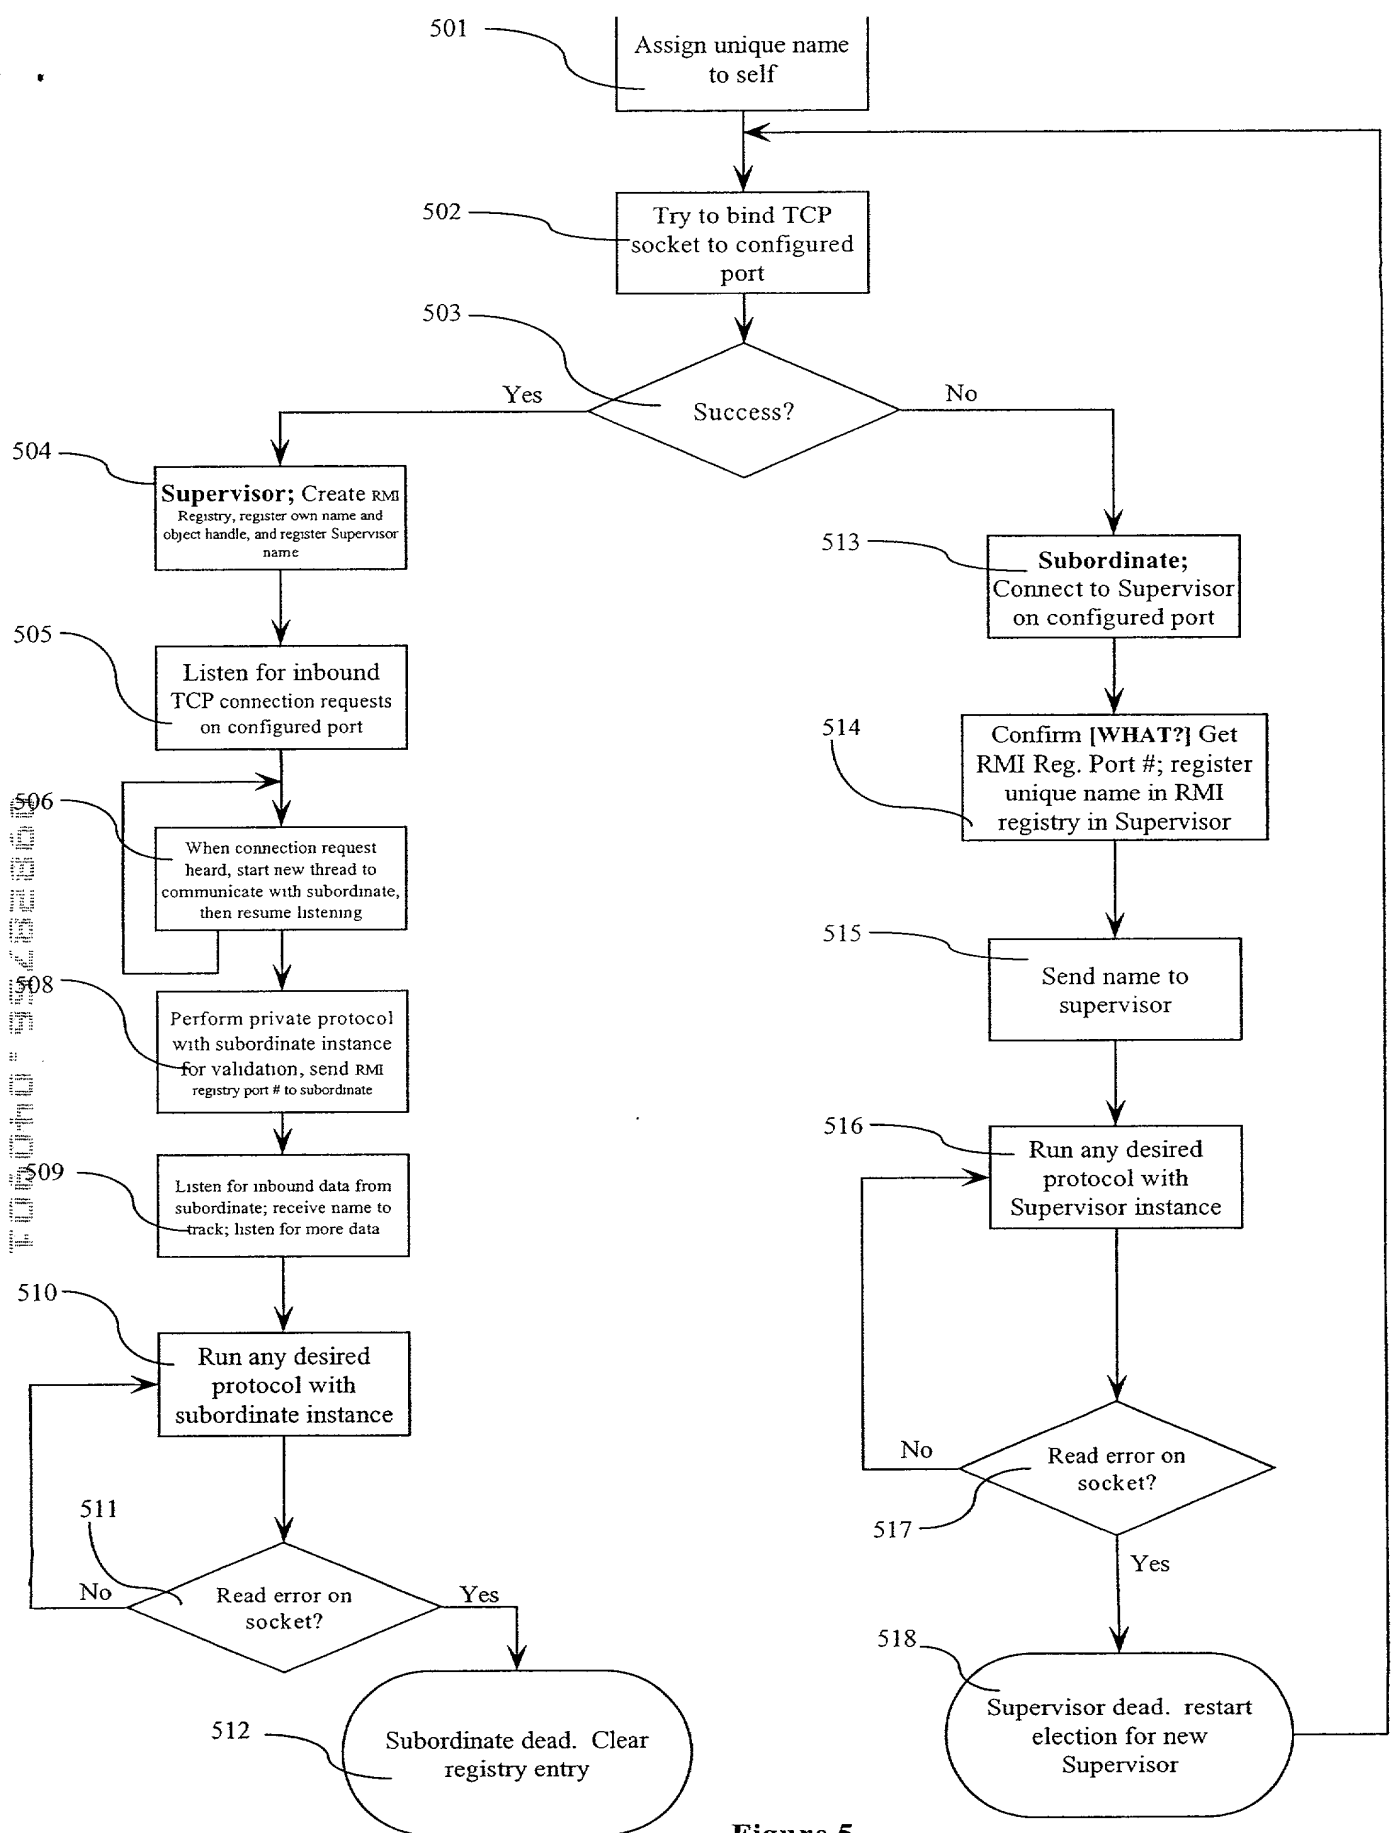 501
Assign unique name
to self
502
Try to bind TCP
socket to configured
port
503
Success?
Yes
No
504
Supervisor; Create RMI
Registry, register own name and
object handle, and register Supervisor
name
505
Listen for inbound
TCP connection requests
on configured port
506
When connection request
heard, start new thread to
communicate with subordinate,
then resume listening
508
Perform private protocol
with subordinate instance
for validation, send RMI
registry port # to subordinate
509
Listen for inbound data from
subordinate; receive name to
track; listen for more data
510
Run any desired
protocol with
subordinate instance
511
Read error on
socket?
No
Yes
512
Subordinate dead. Clear
registry entry
513
Subordinate;
Connect to Supervisor
on configured port
514
Confirm [WHAT?] Get
RMI Reg. Port #; register
unique name in RMI
registry in Supervisor
515
Send name to
supervisor
516
Run any desired
protocol with
Supervisor instance
517
Read error on
socket?
No
Yes
518
Supervisor dead. restart
election for new
Supervisor
Figure 5